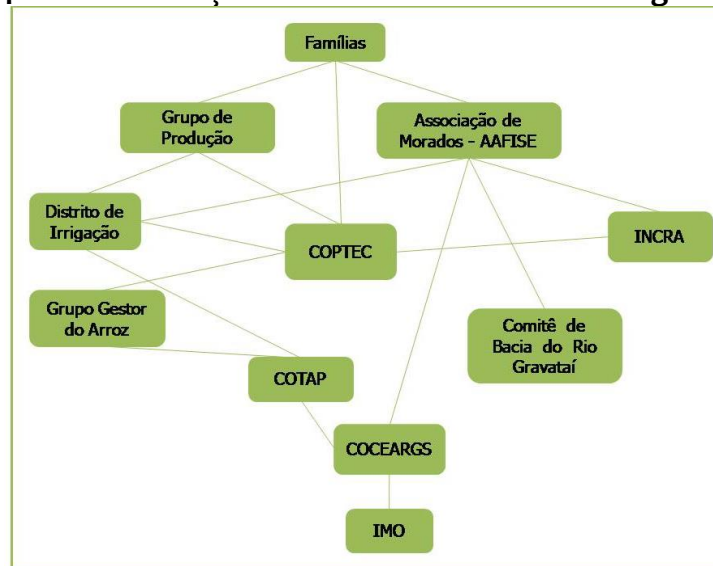 Famílias
Grupo de
Produção
Associação de
Morados - AAFISE
Distrito de
Irrigação
COPTEC
INCRA
Grupo Gestor
do Arroz
Comitê de
Bacia do Rio
Gravataí
COTAP
COCEARGS
IMO